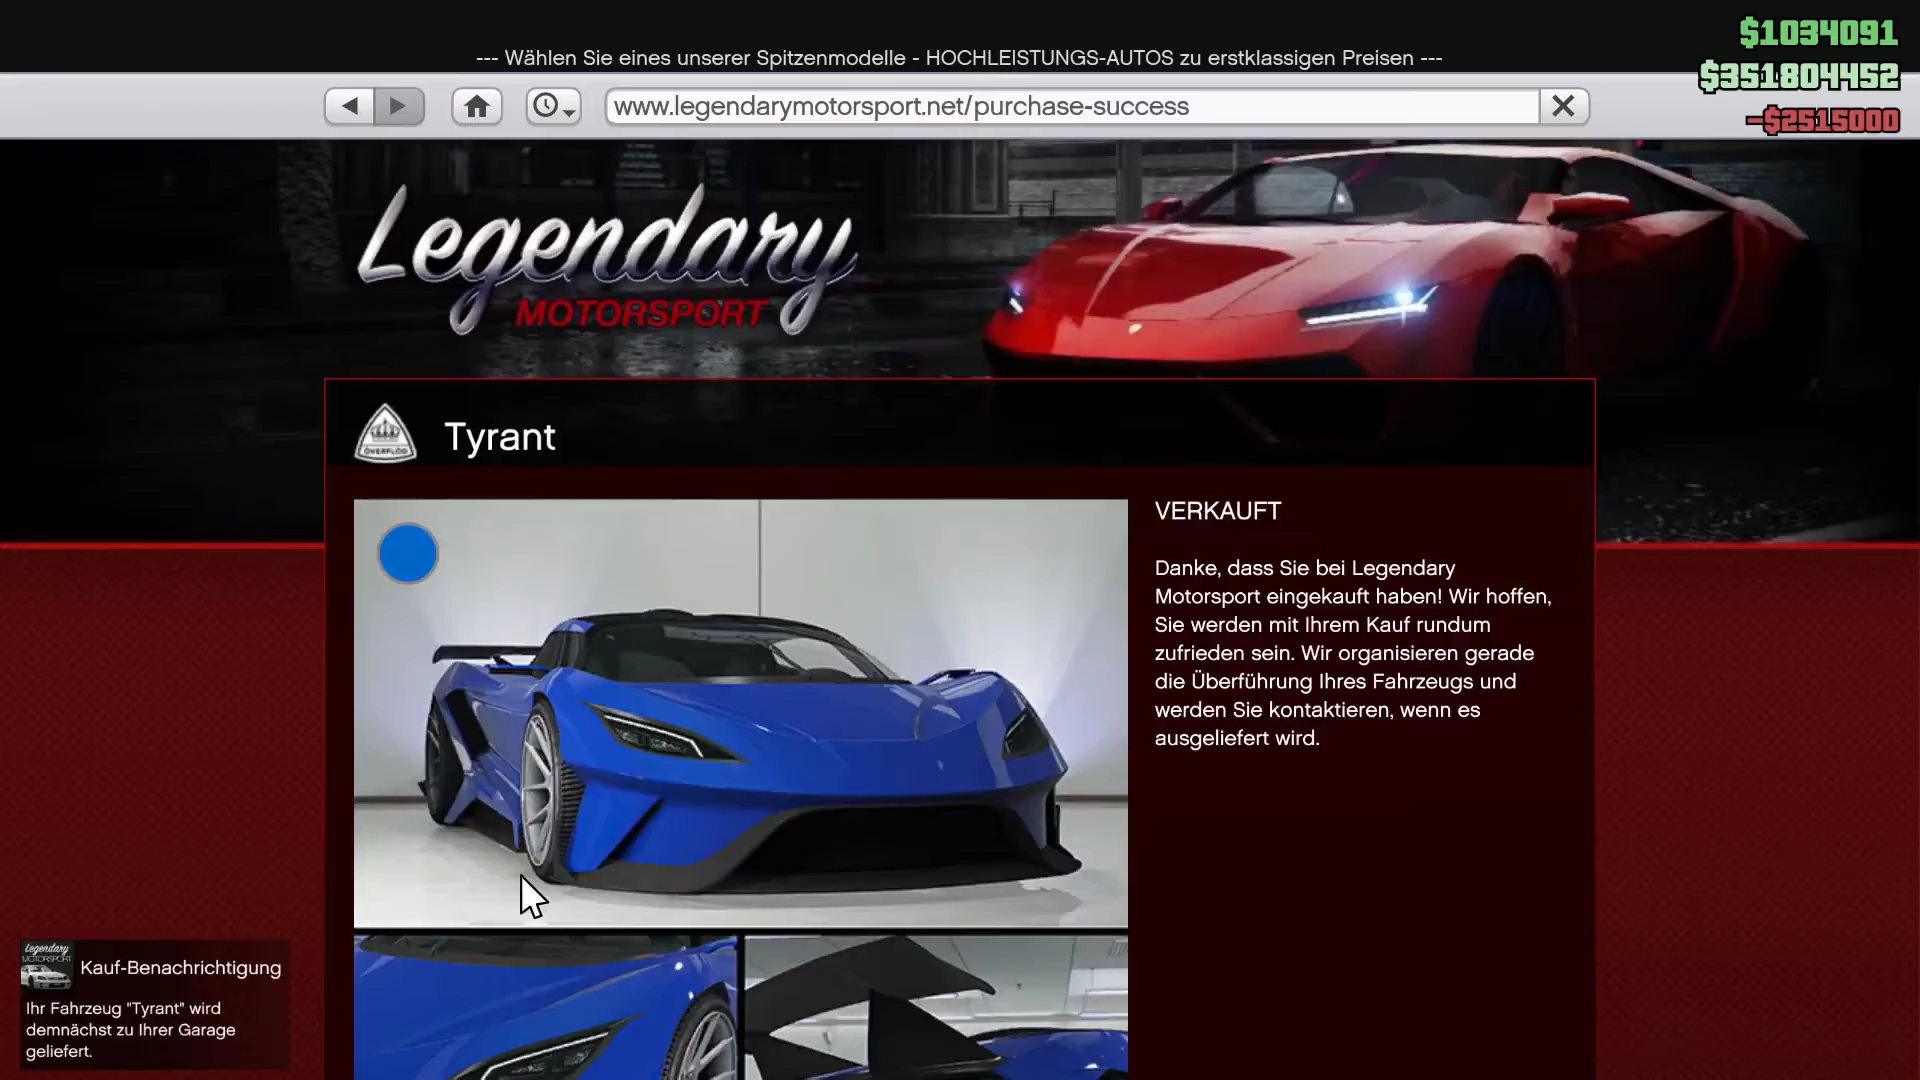 $1034091
--- Wählen Sie eines unserer Spitzenmodelle - HOCHLEISTUNGS-AUTOS zu erstklassigen Preisen ---
$351804452
www.legendarymotorsport.net/purchase-success
-$2515000
Legendary
MOTORSPORT
ÖVERFLÖD
Tyrant
VERKAUFT
Danke, dass Sie bei Legendary
Motorsport eingekauft haben! Wir hoffen,
Sie werden mit Ihrem Kauf rundum
zufrieden sein. Wir organisieren gerade
die Überführung Ihres Fahrzeugs und
werden Sie kontaktieren, wenn es
ausgeliefert wird.
Legendary
MOTORSPORT
Kauf-Benachrichtigung
Ihr Fahrzeug "Tyrant" wird
demnächst zu Ihrer Garage
geliefert.